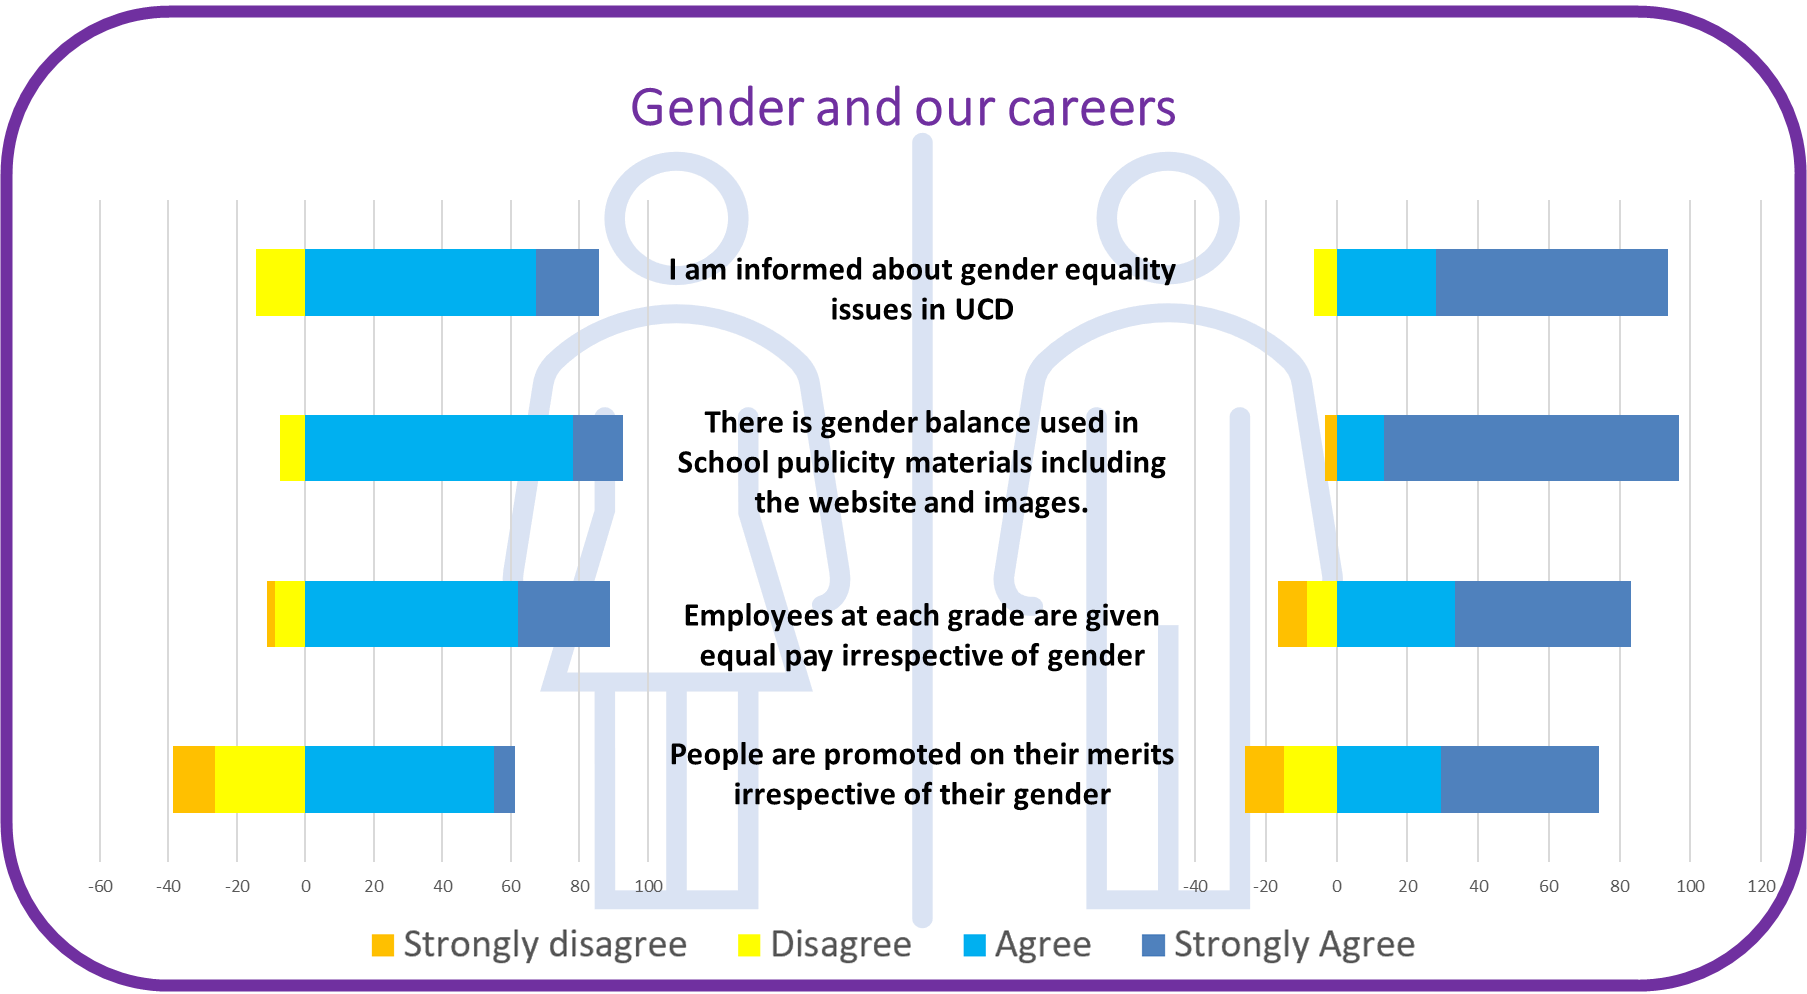 Gender and our careers
I am informed about gender equality
issues in UCD
There is gender balance used in
School publicity materials including
the website and images.
Employees at each grade are given
equal pay irrespective of gender
People are promoted on their merits
irrespective of their gender
-60 -40 -20 0 20 40 60 80 100
-40 -20 0 20 40 60 80 100 120
Strongly disagree Disagree Agree Strongly Agree